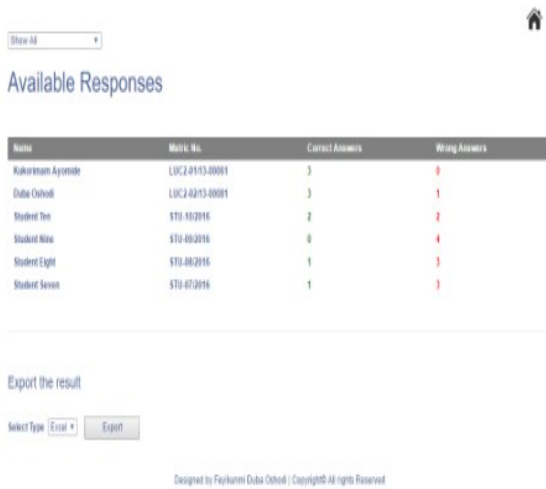 Show All
Available Responses
Name Matric No. Correct Answers Wrong Answers
Kukorimam Ayomide LUC2-01/13-00001 3 0
Duba Oshodi LUC2-02/13-00081 3 1
Student Ten STU-10/2016 2 2
Student Nine STU-09/2016 0 4
Student Eight STU-08/2016 1 3
Student Seven STU-07/2016 1 3
Export the result
Select Type Excel Export
Designed by Feyikunmi Duba Oshodi | Copyright© All rights Reserved